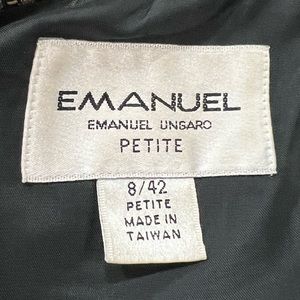 EMANUEL
EMANUEL UNGARO
PETITE
8/42
PETITE
MADE IN
TAIWAN